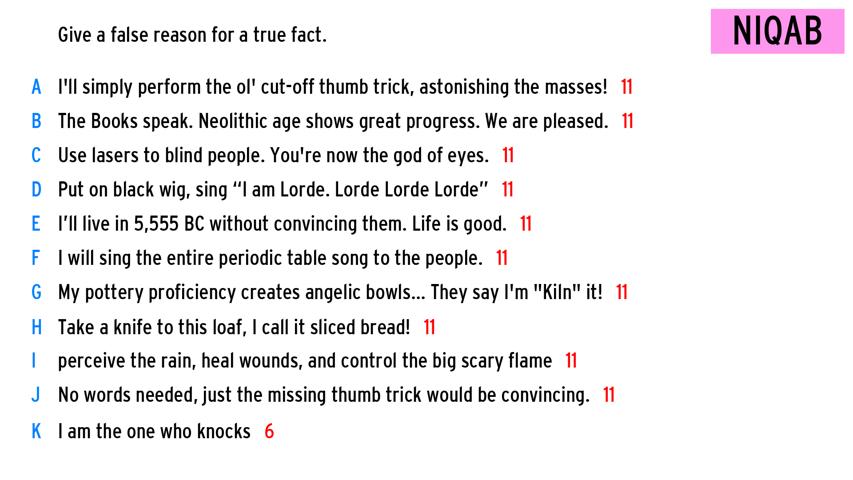 Give a false reason for a true fact.
NIQAB
A I'll simply perform the ol' cut-off thumb trick, astonishing the masses! 11
B The Books speak. Neolithic age shows great progress. We are pleased. 11
C Use lasers to blind people. You're now the god of eyes. 11
D Put on black wig, sing “I am Lorde. Lorde Lorde Lorde” 11
E I’ll live in 5,555 BC without convincing them. Life is good. 11
F I will sing the entire periodic table song to the people. 11
G My pottery proficiency creates angelic bowls... They say I'm "Kiln" it! 11
H Take a knife to this loaf, I call it sliced bread! 11
I perceive the rain, heal wounds, and control the big scary flame 11
J No words needed, just the missing thumb trick would be convincing. 11
K I am the one who knocks 6